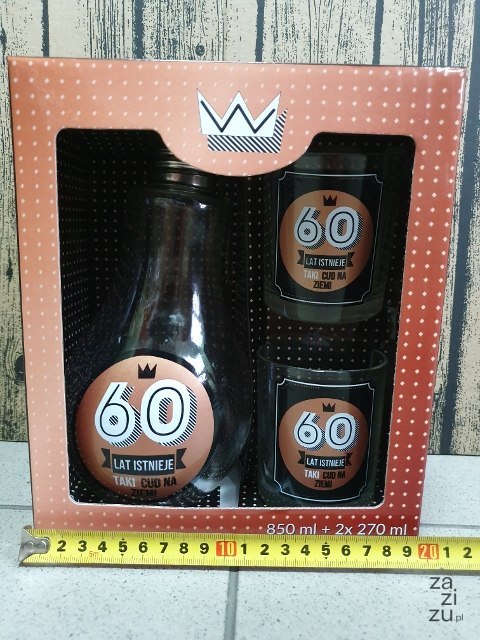 60
LAT ISTNIEJE
TAKI CUD NA
ZIEMI
60
LAT ISTNIEJE
TAKI CUD NA
ZIEMI
60
LAT ISTNIEJE
TAKI CUD NA
ZIEMI
850 ml + 2x 270 ml
2 3 4 5 6 7 8 9 10 1 2 3 4 5 6 7 8 9 20 1 2
za
zi
zu.pl